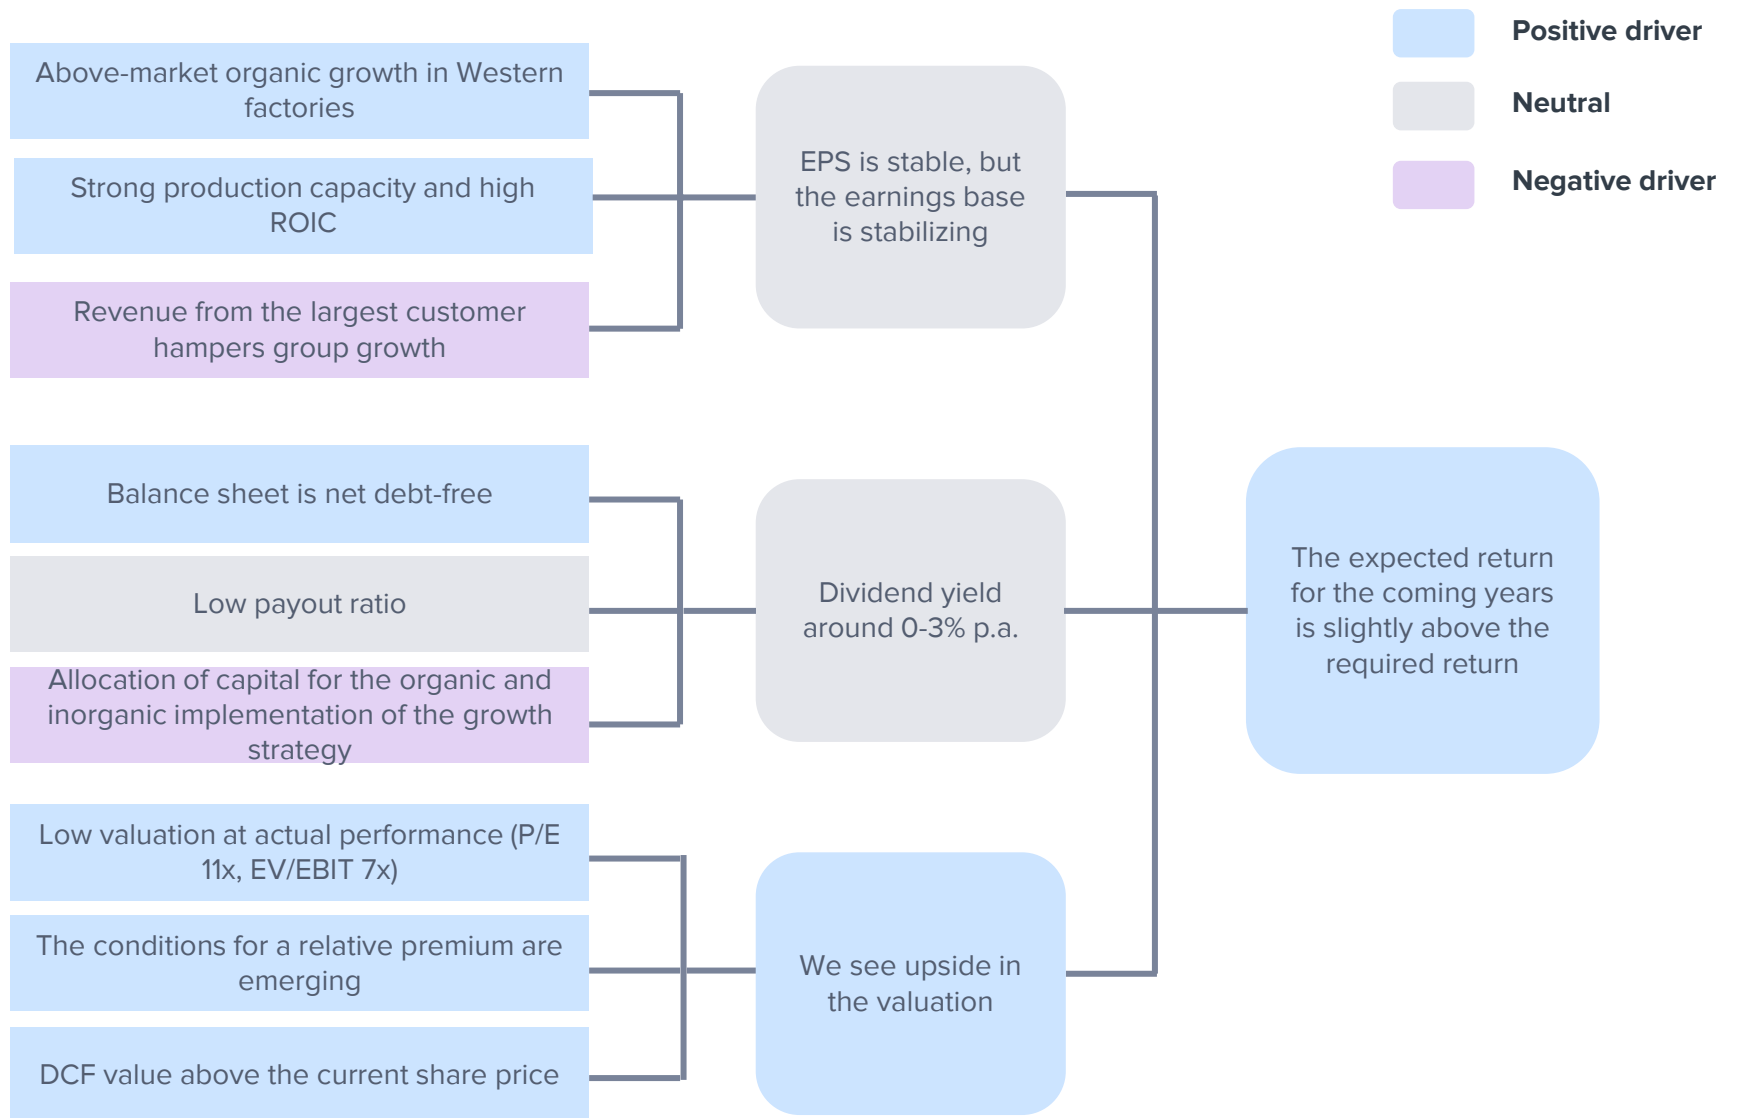 Positive driver
Neutral
Negative driver
Above-market organic growth in Western
factories
Strong production capacity and high
ROIC
Revenue from the largest customer
hampers group growth
EPS is stable, but
the earnings base
is stabilizing
Balance sheet is net debt-free
Low payout ratio
Allocation of capital for the organic and
inorganic implementation of the growth
strategy
Dividend yield
around 0-3% p.a.
Low valuation at actual performance (P/E
11x, EV/EBIT 7x)
The conditions for a relative premium are
emerging
DCF value above the current share price
We see upside in
the valuation
The expected return
for the coming years
is slightly above the
required return